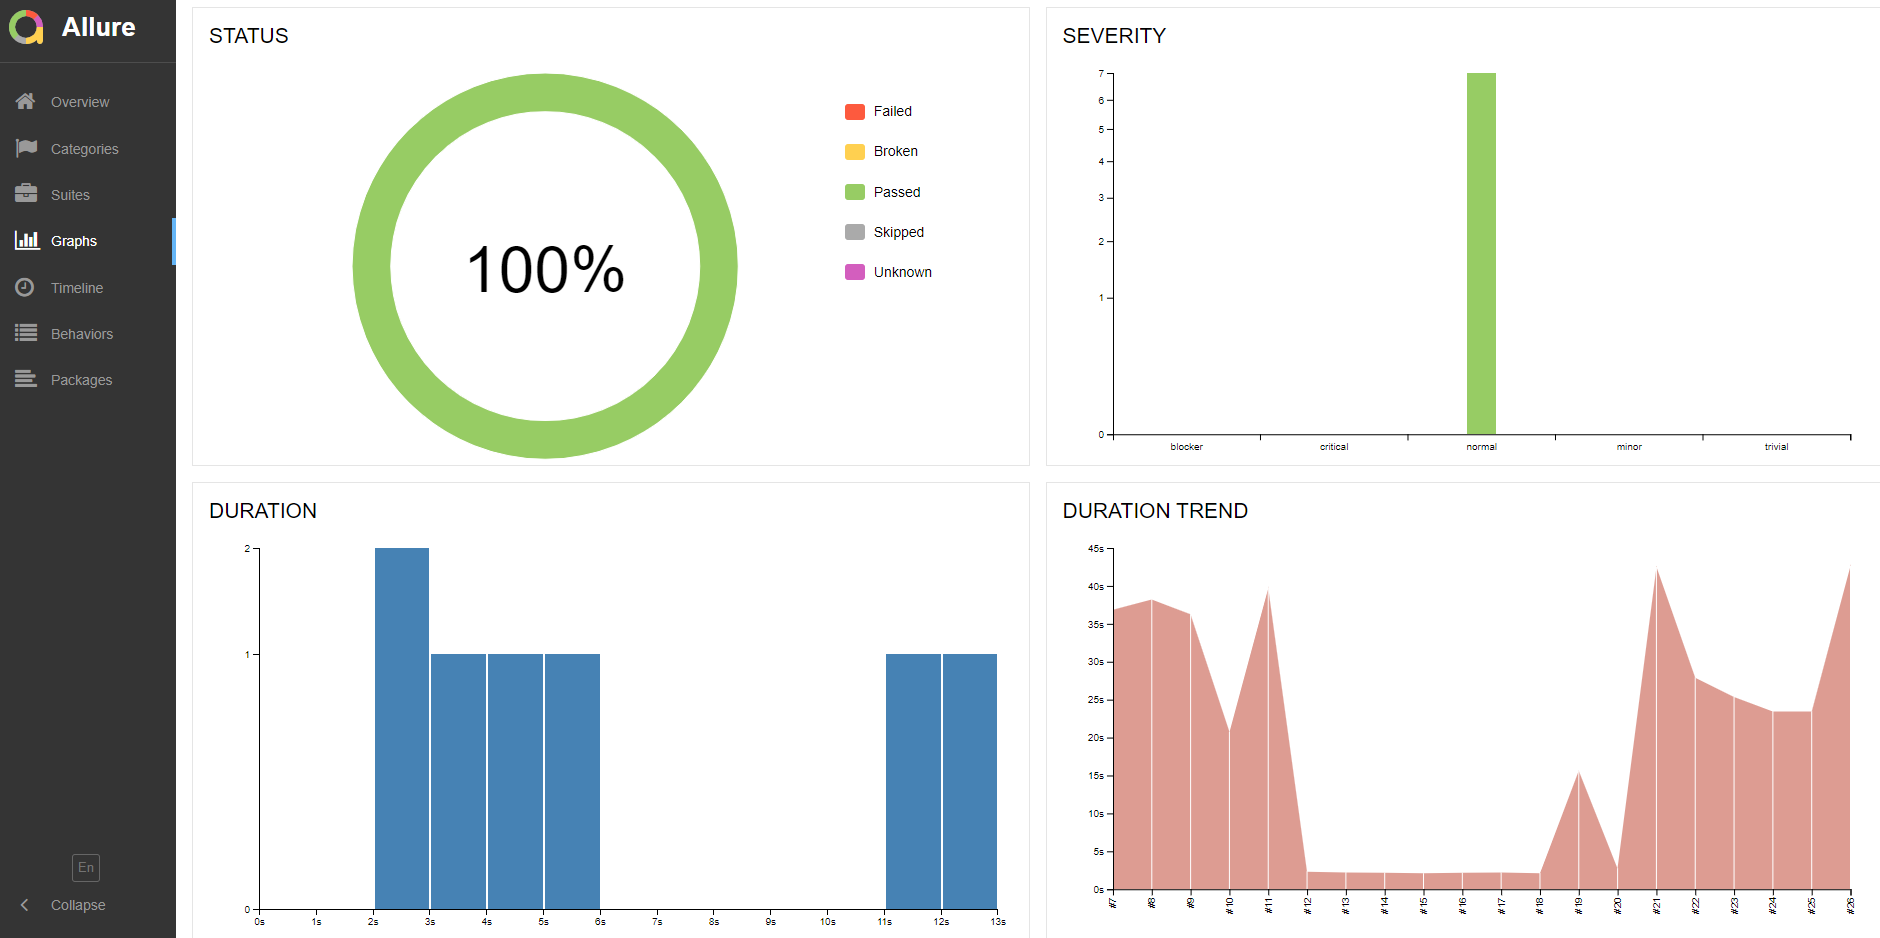 Allure
Overview
Categories
Suites
Graphs
Timeline
Behaviors
Packages
En
Collapse
STATUS
100%
Failed
Broken
Passed
Skipped
Unknown
SEVERITY
7
6
5
4
3
2
1
0
blocker critical normal minor trivial
DURATION
2
1
0
0s 1s 2s 3s 4s 5s 6s 7s 8s 9s 10s 11s 12s 13s
DURATION TREND
45s
40s
35s
30s
25s
20s
15s
10s
5s
0s
#7 #8 #9 #10 #11 #12 #13 #14 #15 #16 #17 #18 #19 #20 #21 #22 #23 #24 #25 #26